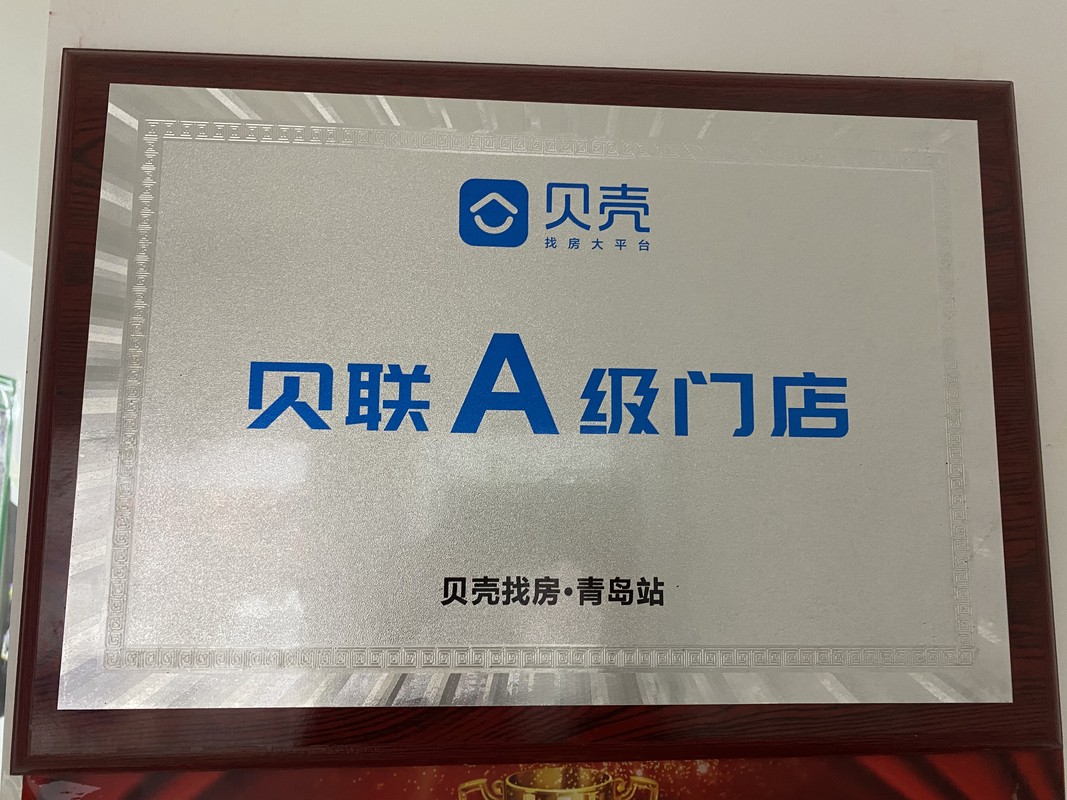 贝壳
找房大平台
贝联A级门店
贝壳找房·青岛站